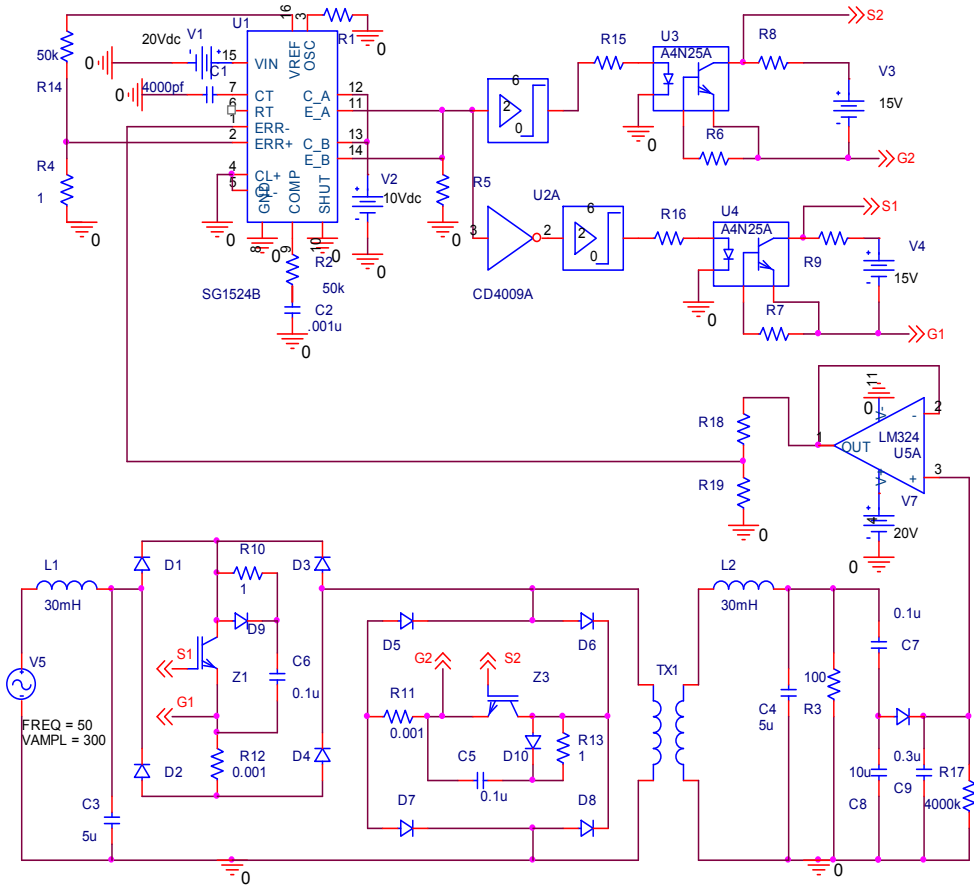 16
3
S2
U1
R1
0
U3
R8
V1
20Vdc
R15
A4N25A
V3
50k
0
15
VIN
VREF
OSC
6
C1
R14
4000pf
7
CT
C_A
12
2
15V
0
6
RT
E_A
11
0
R6
1
ERR-
0
G2
2
ERR+
C_B
13
R4
E_B
14
V2
R5
U2A
6
U4
S1
4
CL+
1
5
CL-
10Vdc
R16
A4N25A
V4
GND
COMP
SHUT
3
2
2
R9
15V
0
0
8
9
10
0
0
0
0
R2
0
R7
50k
SG1524B
CD4009A
0
G1
C2
.001u
0
11
0
V-
2
-
R18
1
OUT
LM324
U5A
3
+
R19
V+
V7
4
20V
0
0
L1
D1
R10
D3
L2
30mH
1
30mH
0.1u
D9
D5
D6
C7
V5
S1
Z1
C6
G2
S2
Z3
TX1
0.1u
R11
100
G1
C4
R3
FREQ = 50
VAMPL = 300
0.001
R13
5u
R12
D4
C5
D10
1
10u
0.3u
R17
D2
0.001
0.1u
C8
C9
4000k
C3
D7
D8
5u
0
0